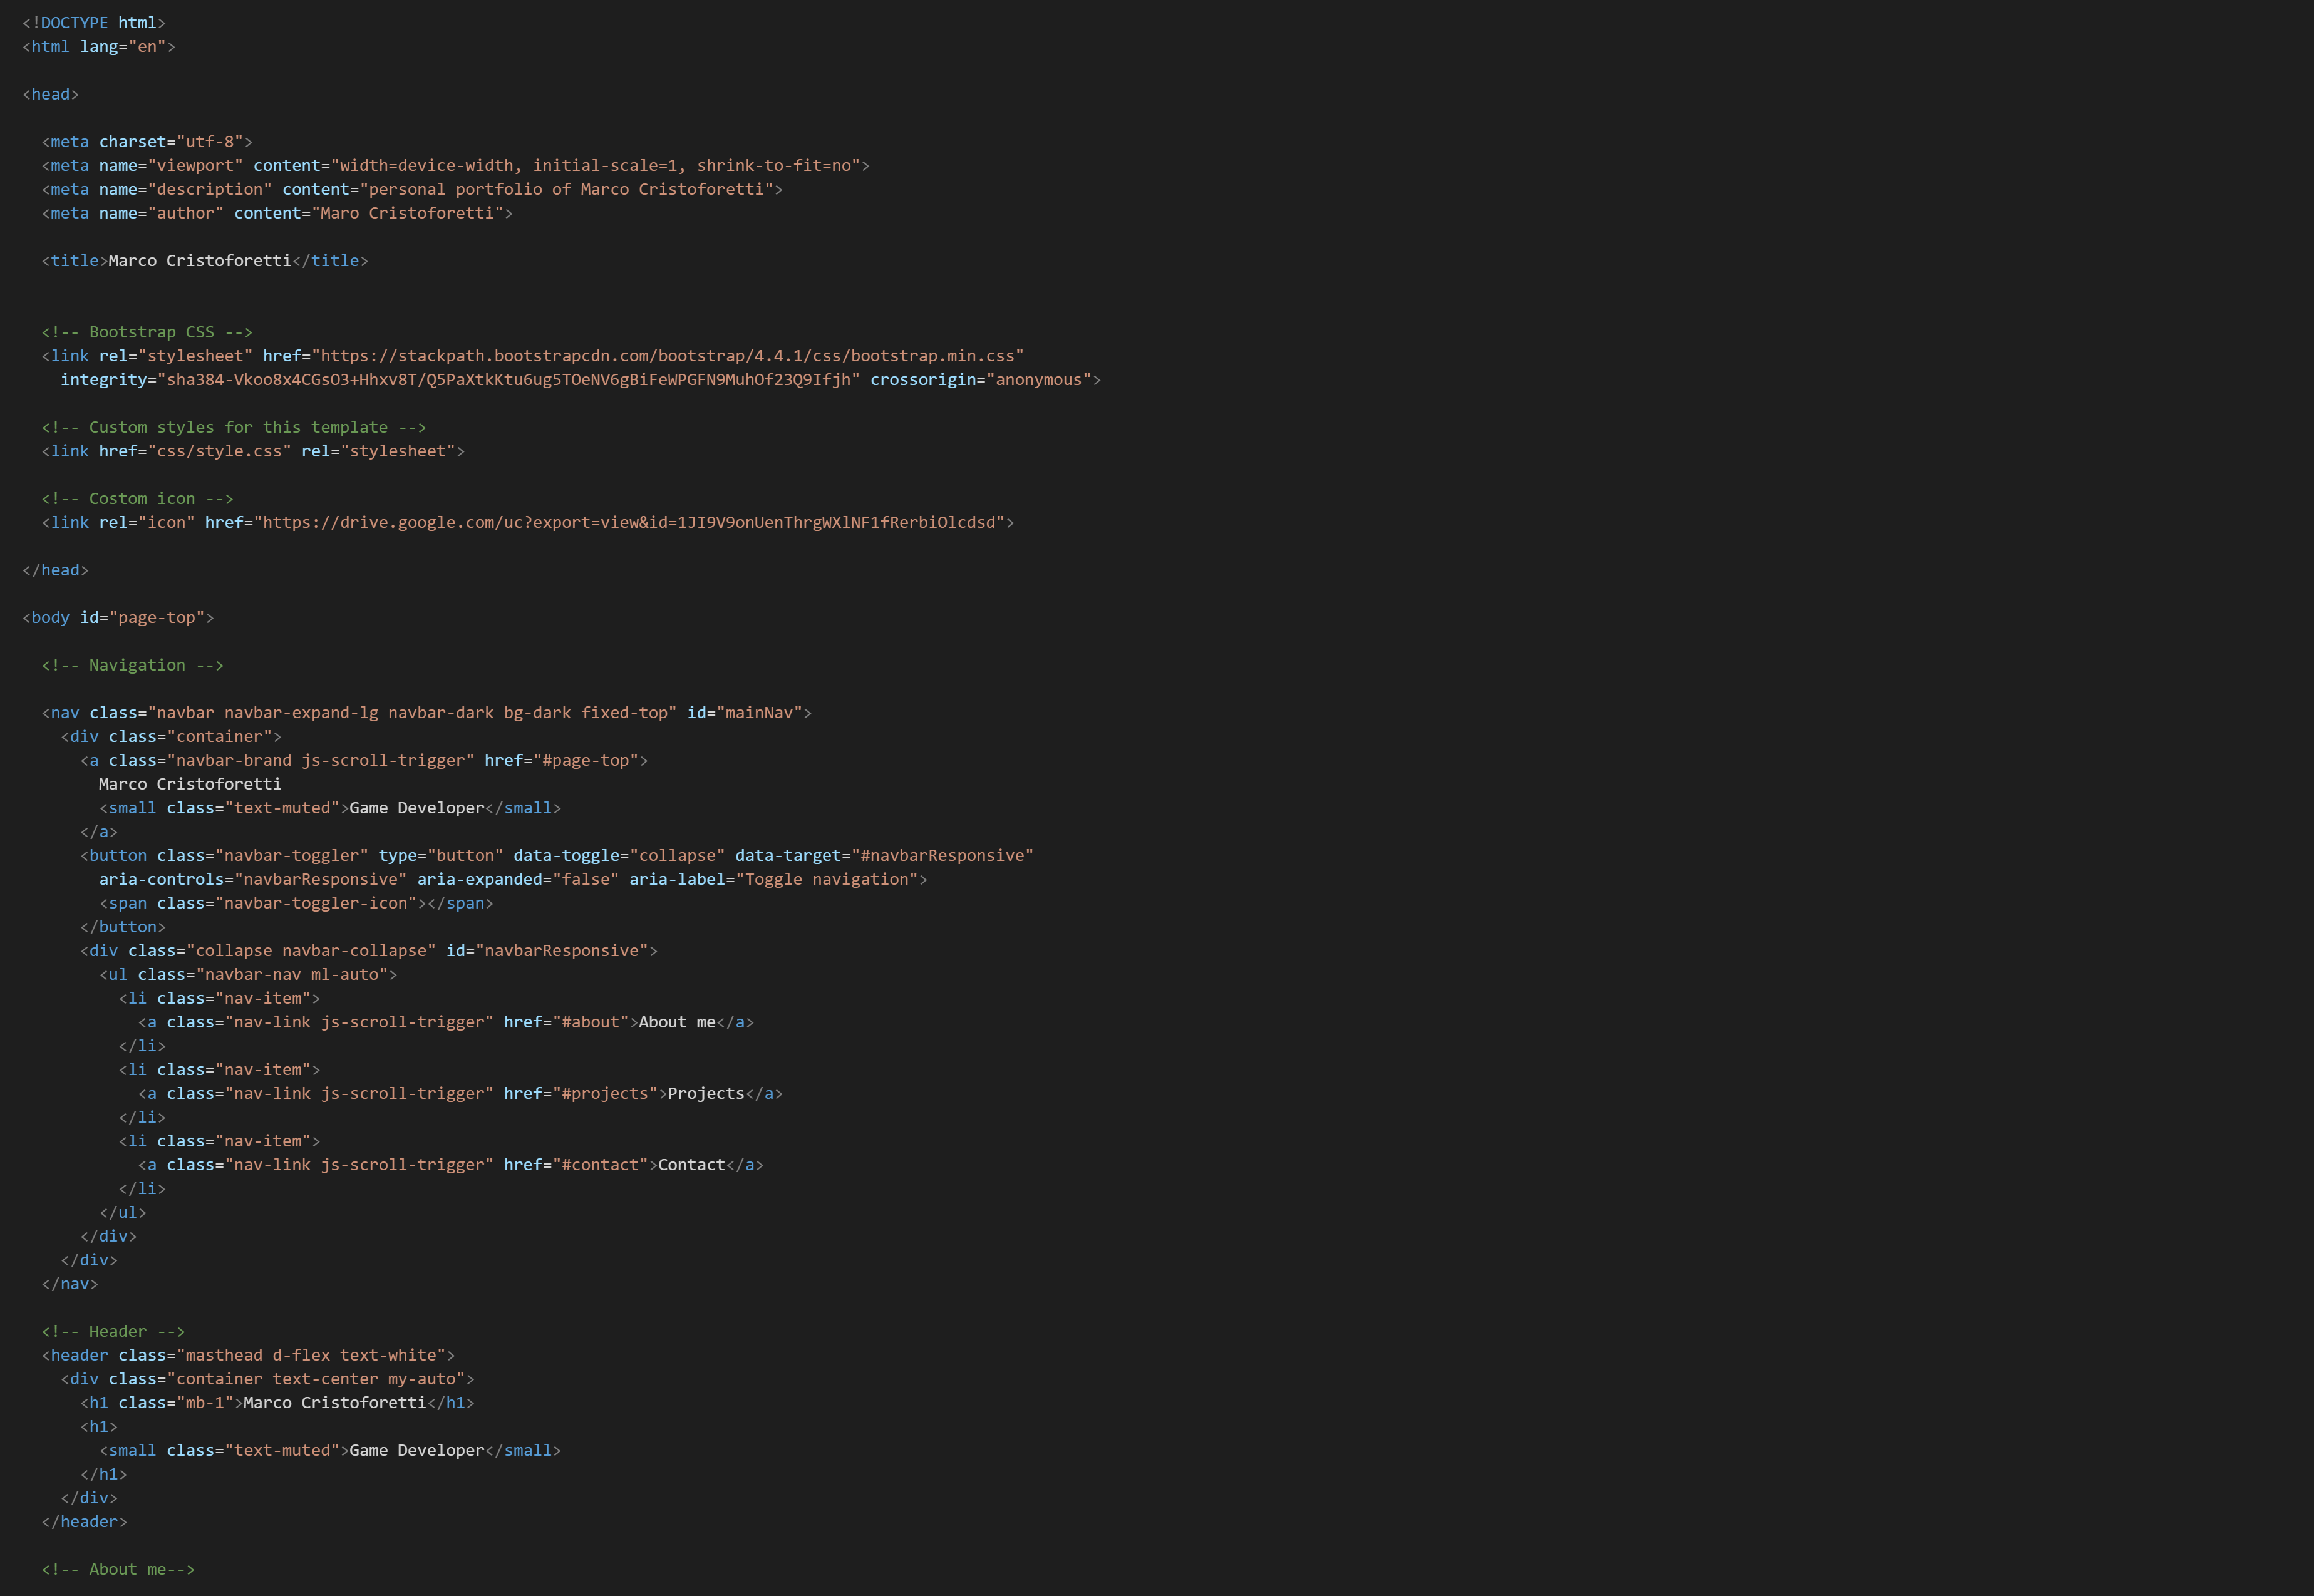 <!DOCTYPE html>
<html lang="en">
<head>
<meta charset="utf-8">
<meta name="viewport" content="width=device-width, initial-scale=1, shrink-to-fit=no">
<meta name="description" content="personal portfolio of Marco Cristoforetti">
<meta name="author" content="Maro Cristoforetti">
<title>Marco Cristoforetti</title>
<!-- Bootstrap CSS -->
<link rel="stylesheet" href="https://stackpath.bootstrapcdn.com/bootstrap/4.4.1/css/bootstrap.min.css"
integrity="sha384-Vkoo8x4CGsO3+Hhxv8T/Q5PaXtkKtu6ug5TOeNV6gBiFeWPGFN9MuhOf23Q9Ifjh" crossorigin="anonymous">
<!-- Custom styles for this template -->
<link href="css/style.css" rel="stylesheet">
<!-- Costom icon -->
<link rel="icon" href="https://drive.google.com/uc?export=view&id=1JI9V9onUenThrgWXlNF1fRerbiOlcdsd">
</head>
<body id="page-top">
<!-- Navigation -->
<nav class="navbar navbar-expand-lg navbar-dark bg-dark fixed-top" id="mainNav">
<div class="container">
<a class="navbar-brand js-scroll-trigger" href="#page-top">
Marco Cristoforetti
<small class="text-muted">Game Developer</small>
</a>
<button class="navbar-toggler" type="button" data-toggle="collapse" data-target="#navbarResponsive"
aria-controls="navbarResponsive" aria-expanded="false" aria-label="Toggle navigation">
<span class="navbar-toggler-icon"></span>
</button>
<div class="collapse navbar-collapse" id="navbarResponsive">
<ul class="navbar-nav ml-auto">
<li class="nav-item">
<a class="nav-link js-scroll-trigger" href="#about">About me</a>
</li>
<li class="nav-item">
<a class="nav-link js-scroll-trigger" href="#projects">Projects</a>
</li>
<li class="nav-item">
<a class="nav-link js-scroll-trigger" href="#contact">Contact</a>
</li>
</ul>
</div>
</div>
</nav>
<!-- Header -->
<header class="masthead d-flex text-white">
<div class="container text-center my-auto">
<h1 class="mb-1">Marco Cristoforetti</h1>
<h1>
<small class="text-muted">Game Developer</small>
</h1>
</div>
</header>
<!-- About me-->